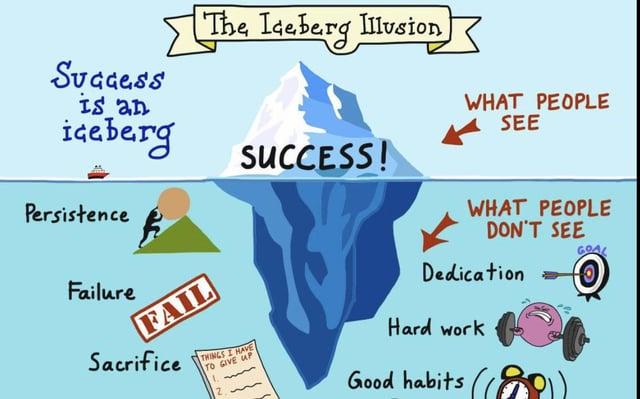 The Iceberg Illusion
Success
is an
iceberg
WHAT PEOPLE
SEE
SUCCESS!
WHAT PEOPLE
DON'T SEE
Persistence
GOAL
Dedication
Failure
FAIL
Hard work
Sacrifice
THINGS I HAVE
TO GIVE UP
1.
2.
Good habits